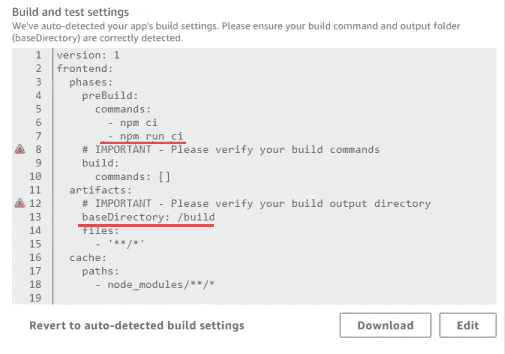 Build and test settings
We've auto-detected your app's build settings. Please ensure your build command and output folder
(baseDirectory) are correctly detected.
1 version: 1
2 frontend:
3 phases:
4 preBuild:
5 commands:
6 - npm ci
7 - npm run ci
8 # IMPORTANT - Please verify your build commands
9 build:
10 commands: []
11 artifacts:
12 # IMPORTANT - Please verify your build output directory
13 baseDirectory: /build
14 files:
15 - '**/*'
16 cache:
17 paths:
18 - node_modules/**/*
19
Revert to auto-detected build settings Download Edit